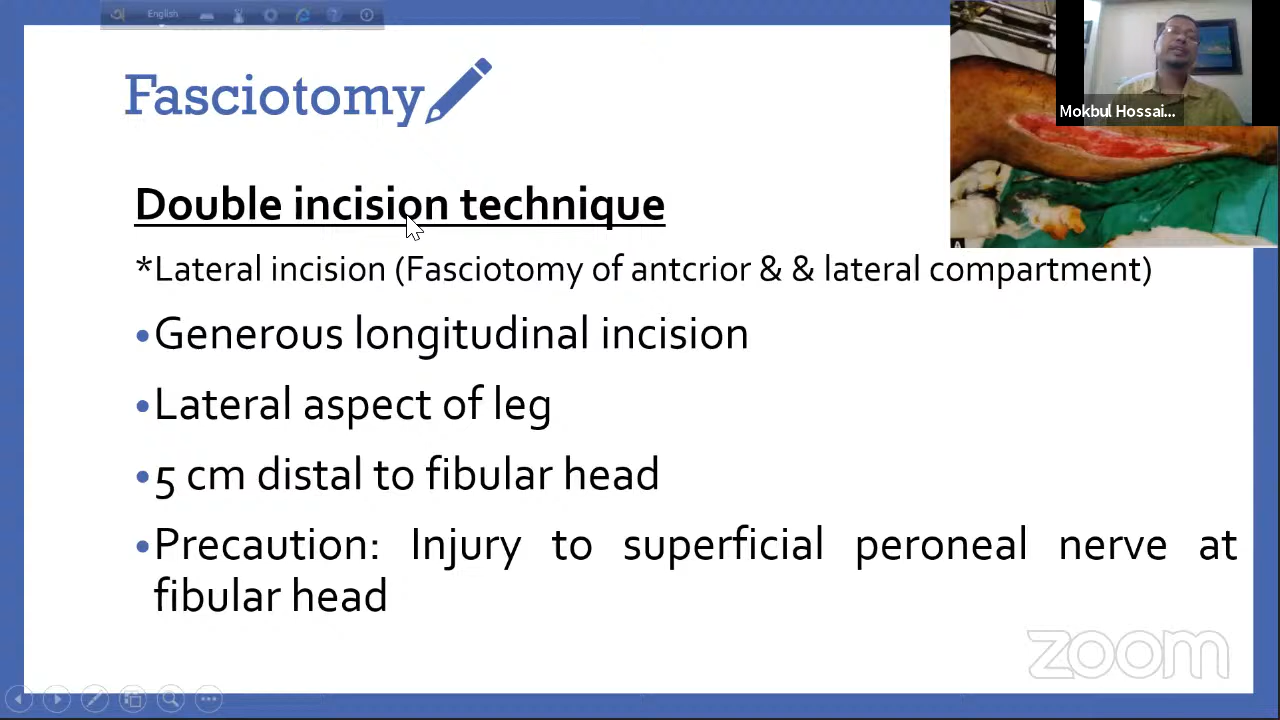 English
Fasciotomy
Mokbul Hossai...
Double incision technique
A
*Lateral incision (Fasciotomy of antcrior & & lateral compartment)
•Generous longitudinal incision
•Lateral aspect of leg
•5 cm distal to fibular head
•Precaution: Injury to superficial peroneal nerve at
fibular head
zoom